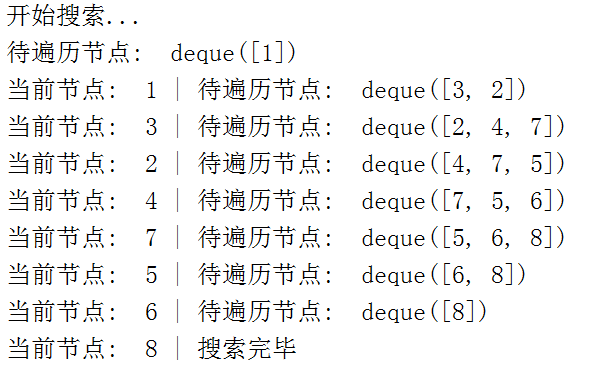 开始搜索...
待遍历节点: deque([1])
当前节点: 1 | 待遍历节点: deque([3, 2])
当前节点: 3 | 待遍历节点: deque([2, 4, 7])
当前节点: 2 | 待遍历节点: deque([4, 7, 5])
当前节点: 4 | 待遍历节点: deque([7, 5, 6])
当前节点: 7 | 待遍历节点: deque([5, 6, 8])
当前节点: 5 | 待遍历节点: deque([6, 8])
当前节点: 6 | 待遍历节点: deque([8])
当前节点: 8 | 搜索完毕